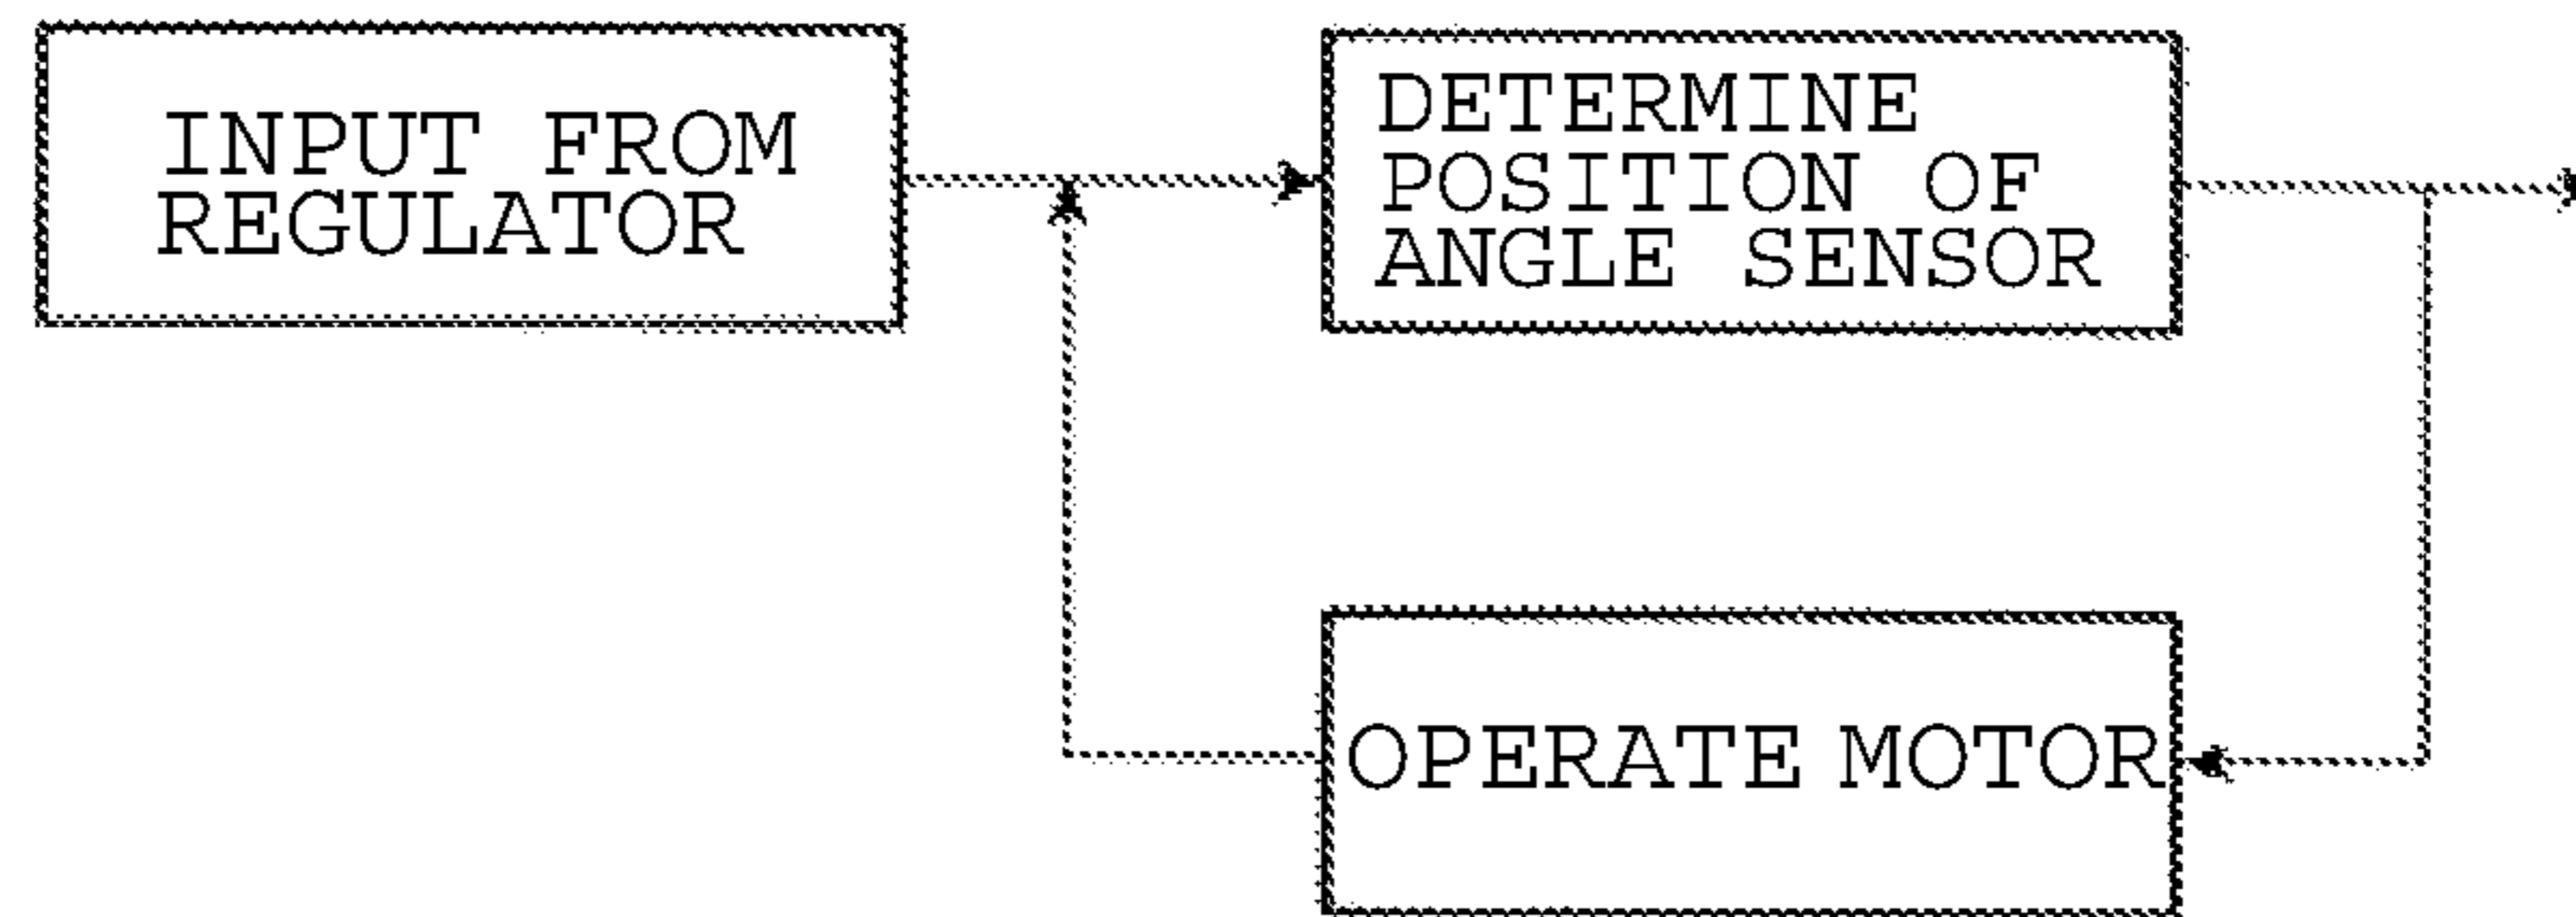 INPUT FROM
REGULATOR
DETERMINE
POSITION OF
ANGLE SENSOR
OPERATE MOTOR